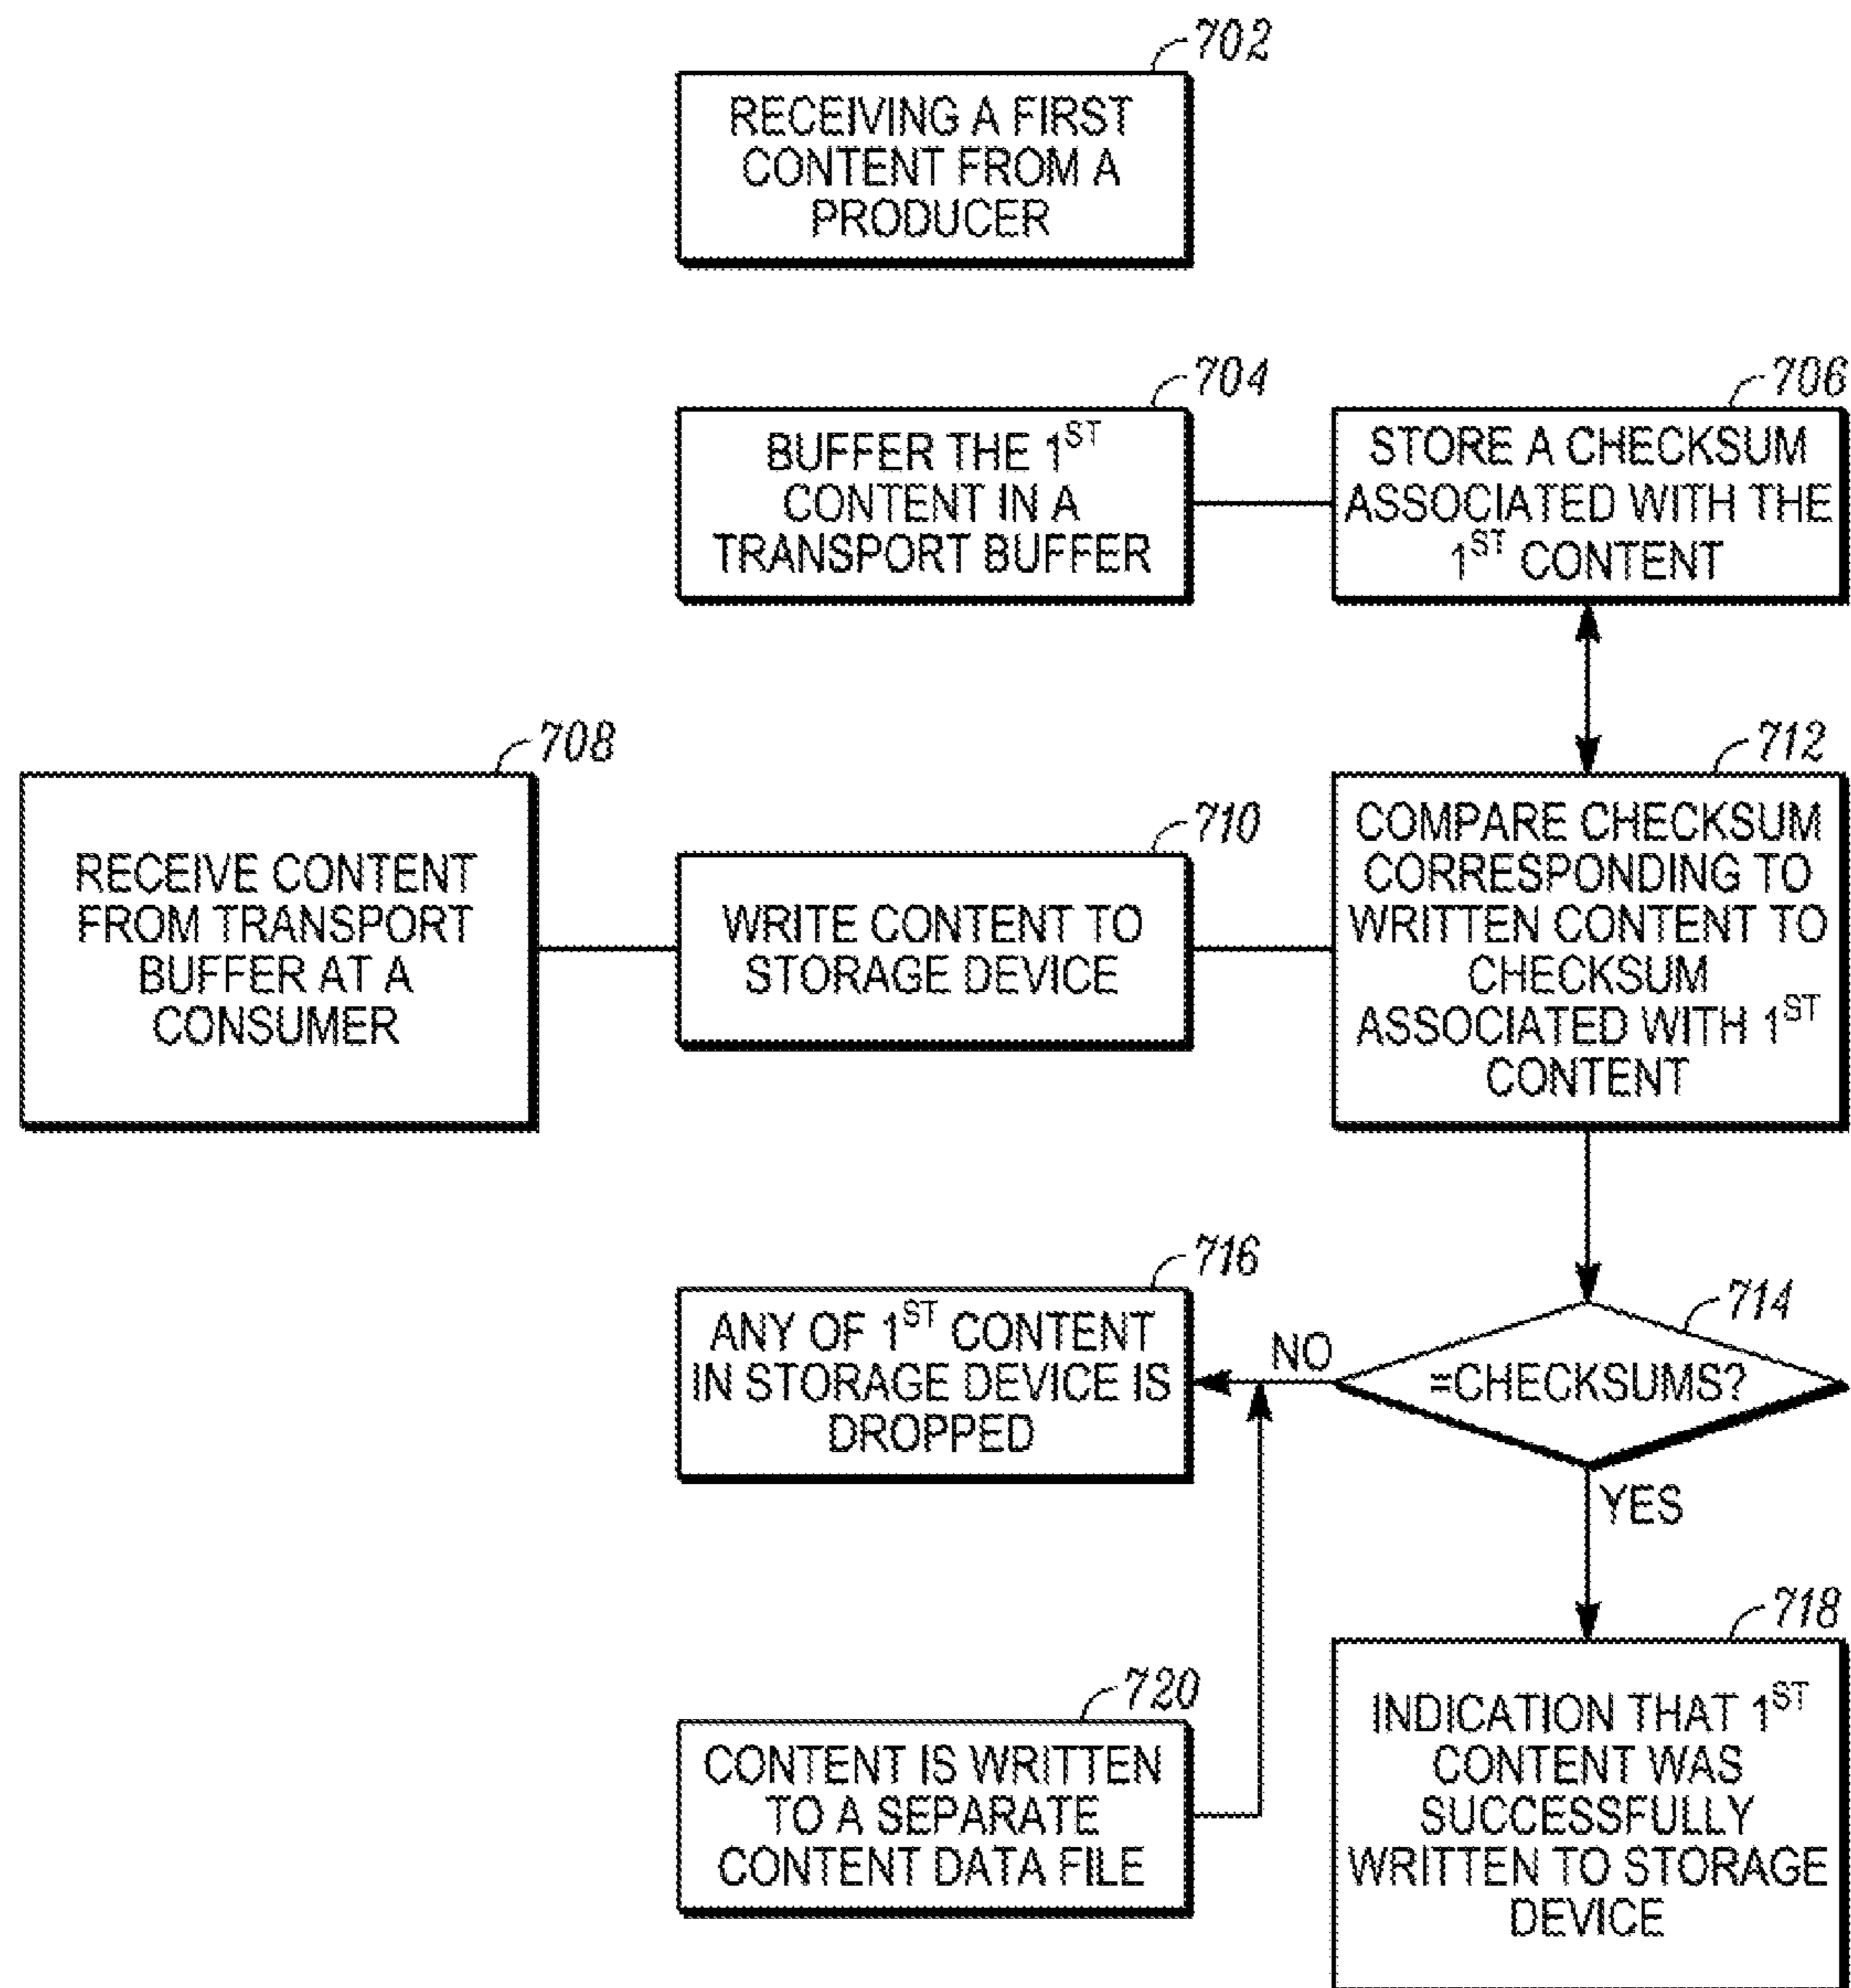 702
RECEIVING A FIRST
CONTENT FROM A
PRODUCER
704
BUFFER THE 1ST
CONTENT IN A
TRANSPORT BUFFER
706
STORE A CHECKSUM
ASSOCIATED WITH THE
1ST CONTENT
708
RECEIVE CONTENT
FROM TRANSPORT
BUFFER AT A
CONSUMER
710
WRITE CONTENT TO
STORAGE DEVICE
712
COMPARE CHECKSUM
CORRESPONDING TO
WRITTEN CONTENT TO
CHECKSUM
ASSOCIATED WITH 1ST
CONTENT
714
=CHECKSUMS?
NO
YES
716
ANY OF 1ST CONTENT
IN STORAGE DEVICE IS
DROPPED
718
INDICATION THAT 1ST
CONTENT WAS
SUCCESSFULLY
WRITTEN TO STORAGE
DEVICE
720
CONTENT IS WRITTEN
TO A SEPARATE
CONTENT DATA FILE